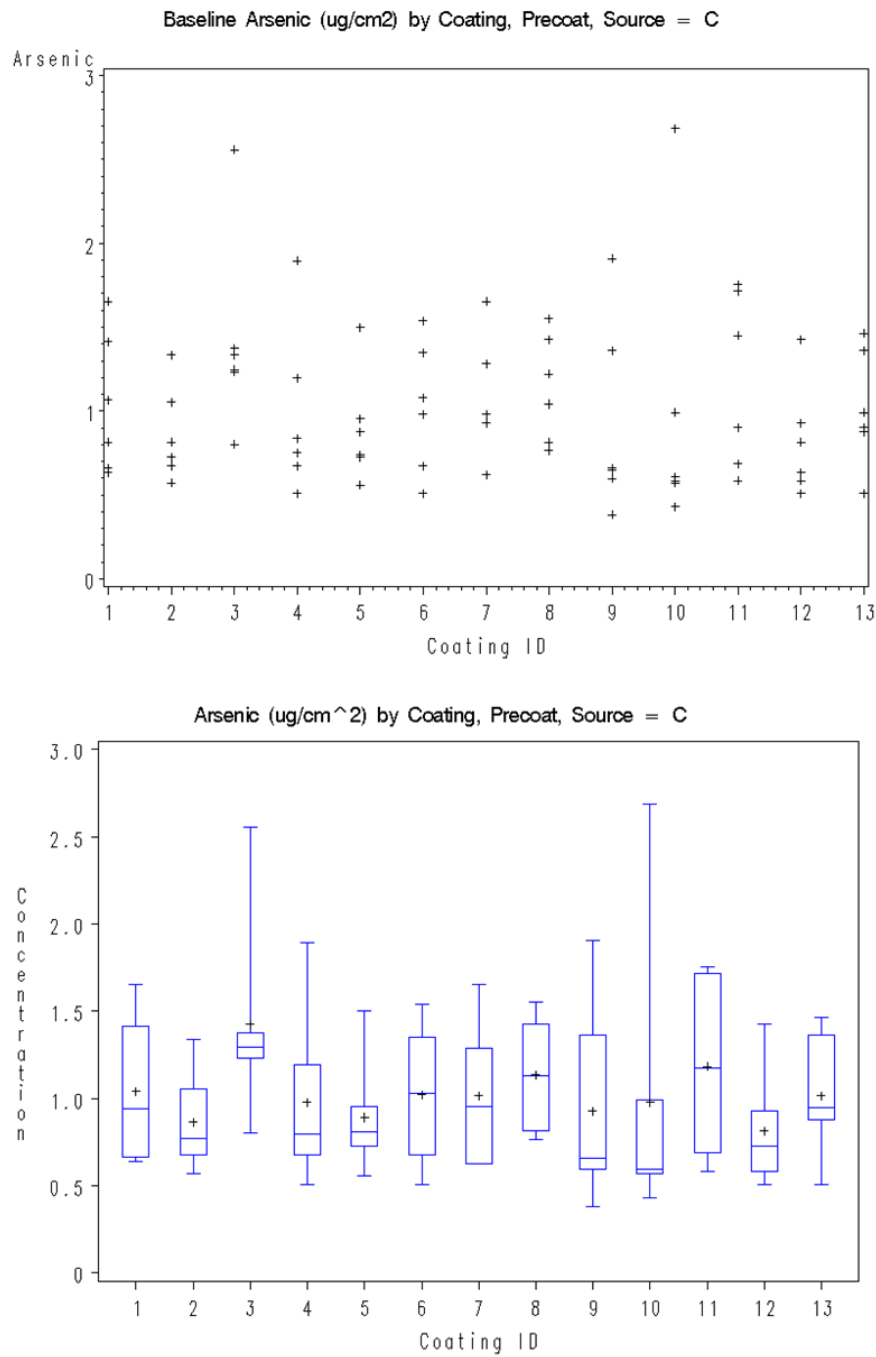 Baseline Arsenic (ug/cm2) by Coating, Precoat, Source = C
Arsenic
3
2
1
0
1 2 3 4 5 6 7 8 9 10 11 12 13
Coating ID
Arsenic (ug/cm^2) by Coating, Precoat, Source = C
3.0
2.5
2.0
1.5
1.0
0.5
0
Concentration
1 2 3 4 5 6 7 8 9 10 11 12 13
Coating ID